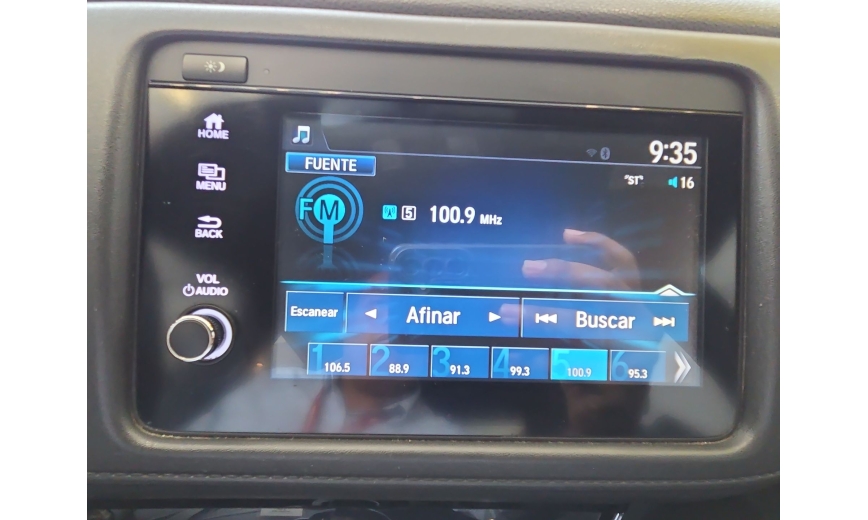 HOME
MENU
BACK
VOL
AUDIO
9:35
FUENTE
"ST" 16
FM 5 100.9 MHz
Escanear Afinar Buscar
1 106.5 2 88.9 3 91.3 4 99.3 5 100.9 6 95.3